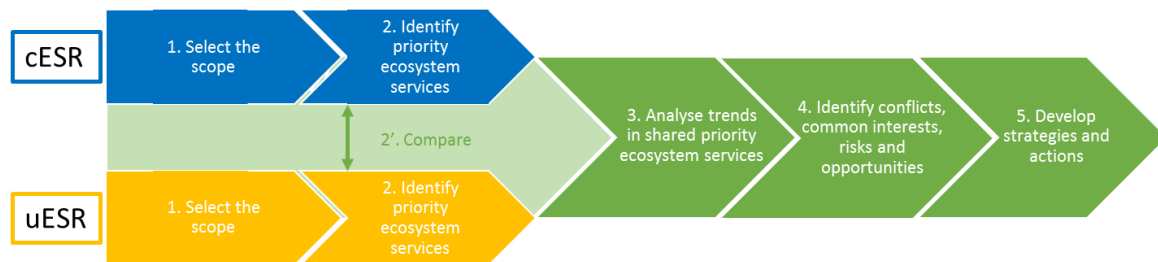 cESR
1. Select the
scope
2. Identify
priority
ecosystem
services
2'. Compare
uESR
1. Select the
scope
2. Identify
priority
ecosystem
services
3. Analyse trends
in shared priority
ecosystem services
4. Identify conflicts,
common interests,
risks and
opportunities
5. Develop
strategies and
actions